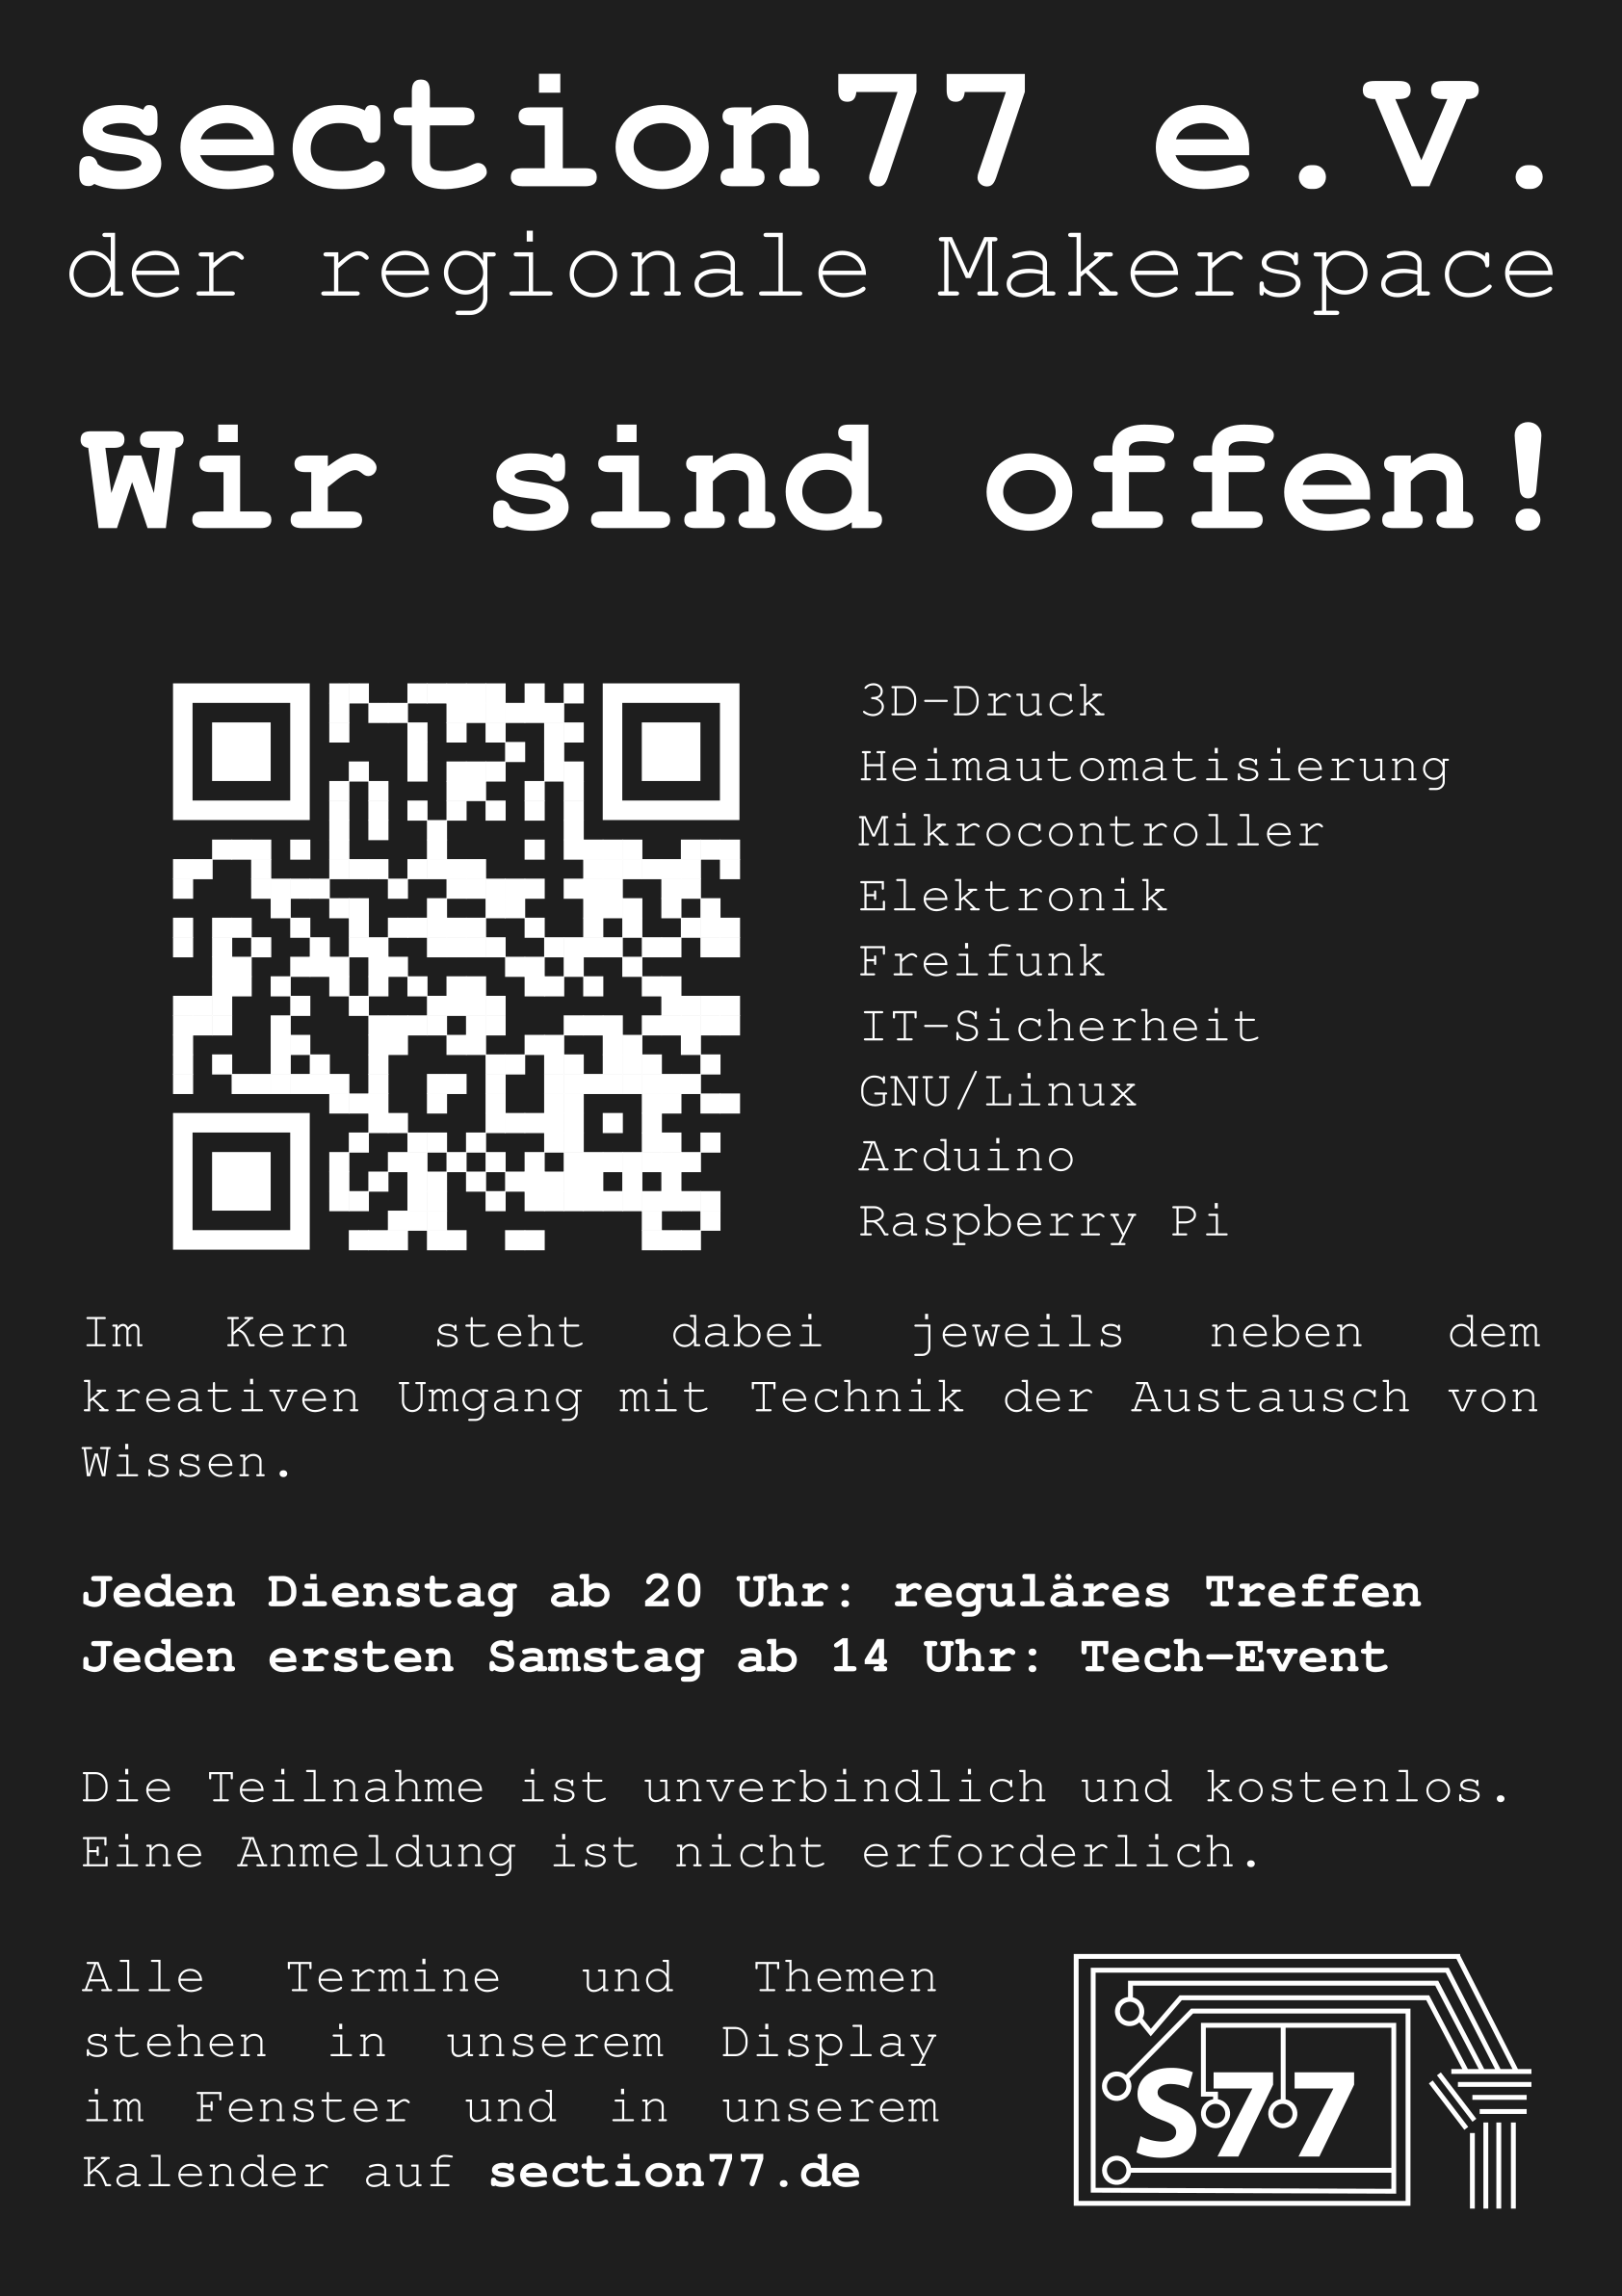 section77 e.V.
der regionale Makerspace
Wir sind offen!
3D-Druck
Heimautomatisierung
Mikrocontroller
Elektronik
Freifunk
IT-Sicherheit
GNU/Linux
Arduino
Raspberry Pi
Im Kern steht dabei jeweils neben dem
kreativen Umgang mit Technik der Austausch von
Wissen.
Jeden Dienstag ab 20 Uhr: reguläres Treffen
Jeden ersten Samstag ab 14 Uhr: Tech-Event
Die Teilnahme ist unverbindlich und kostenlos.
Eine Anmeldung ist nicht erforderlich.
Alle Termine und Themen
stehen in unserem Display
im Fenster und in unserem
Kalender auf section77.de
S77